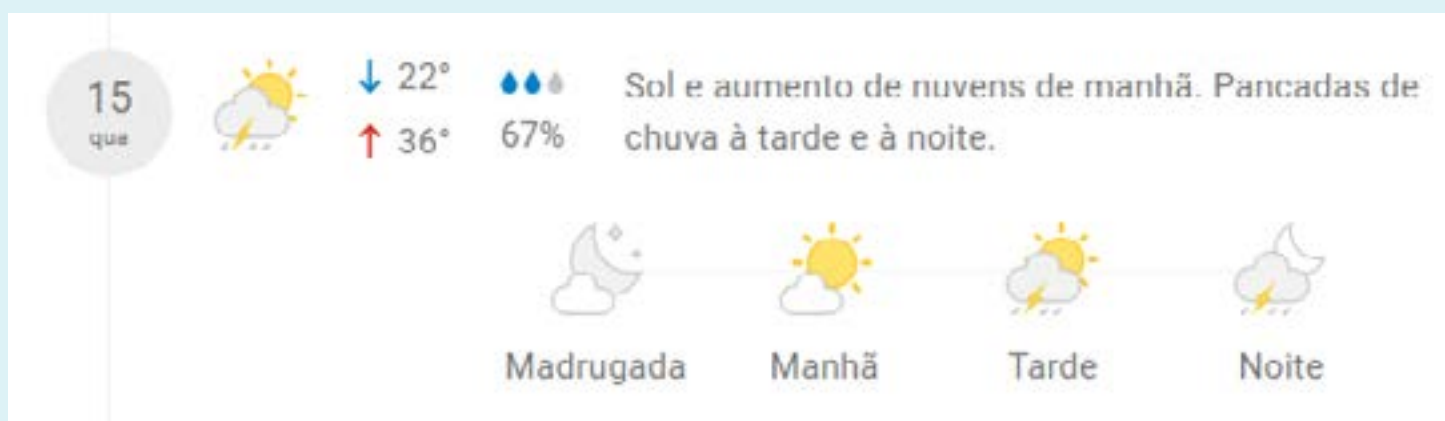 15
qua
↓ 22°
↑ 36°
67%
Sol e aumento de nuvens de manhã. Pancadas de
chuva à tarde e à noite.
Madrugada Manhã Tarde Noite